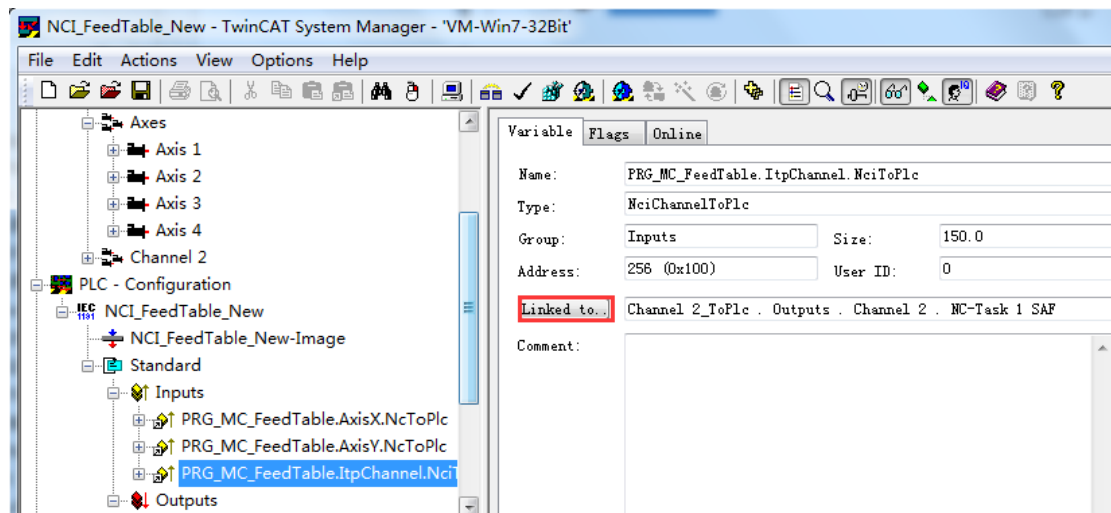 NCI_FeedTable_New - TwinCAT System Manager - 'VM-Win7-32Bit'
File Edit Actions View Options Help
Axes
Axis 1
Axis 2
Axis 3
Axis 4
Channel 2
PLC - Configuration
NCI_FeedTable_New
NCI_FeedTable_New-Image
Standard
Inputs
PRG_MC_FeedTable.AxisX.NcToPlc
PRG_MC_FeedTable.AxisY.NcToPlc
PRG_MC_FeedTable.ItpChannel.NciT
Outputs
Variable Flags Online
Name: PRG_MC_FeedTable.ItpChannel.NciToPlc
Type: NciChannelToPlc
Group: Inputs Size: 150.0
Address: 256 (0x100) User ID: 0
Linked to.. Channel 2_ToPlc . Outputs . Channel 2 . NC-Task 1 SAF
Comment: